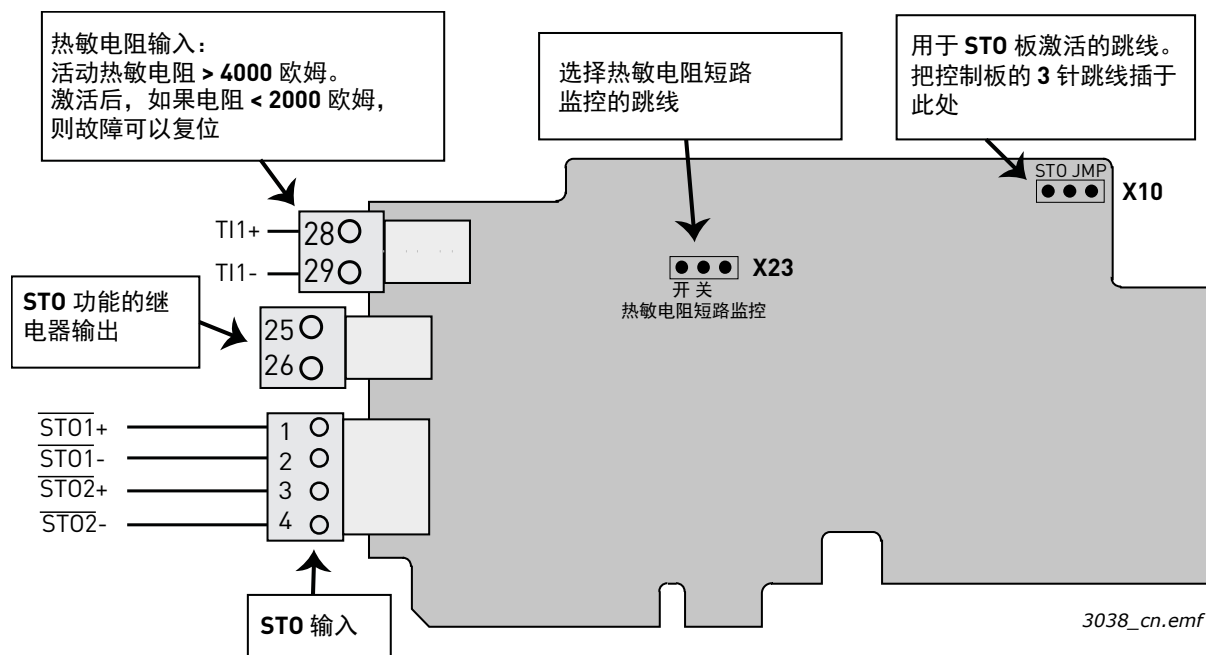 热敏电阻输入：
活动热敏电阻 > 4000 欧姆。
激活后，如果电阻 < 2000 欧姆，
则故障可以复位
选择热敏电阻短路
监控的跳线
用于 STO 板激活的跳线。
把控制板的 3 针跳线插于
此处
STO JMP
X10
TI1+
28
TI1-
29
X23
开 关
热敏电阻短路监控
STO 功能的继
电器输出
25
26
STO1+
1
STO1-
2
STO2+
3
STO2-
4
STO 输入
3038_cn.emf